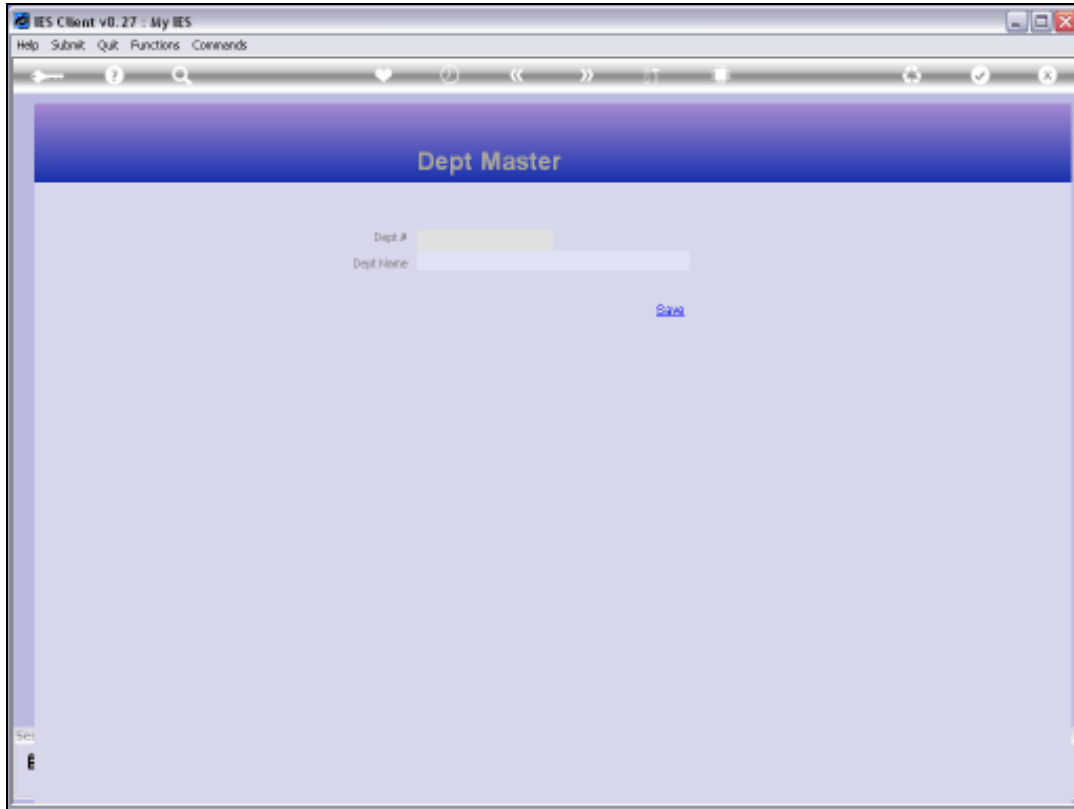 IES Client v8.27 : My IES
Help Submit Quit Functions Commands
Dept Master
Dept #
Dept Name
Save